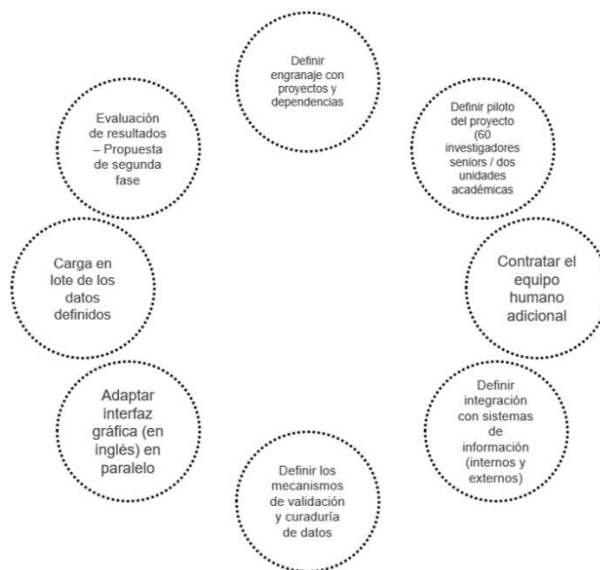 Definir
engranaje con
proyectos y
dependencias
Definir piloto
del proyecto
(60
investigadores
seniors / dos
unidades
académicas
Contratar el
equipo
humano
adicional
Definir
integración
con sistemas
de
información
(internos y
externos)
Definir los
mecanismos
de validación
y curaduría
de datos
Adaptar
interfaz
gráfica (en
inglés) en
paralelo
Carga en
lote de los
datos
definidos
Evaluación
de resultados
– Propuesta
de segunda
fase